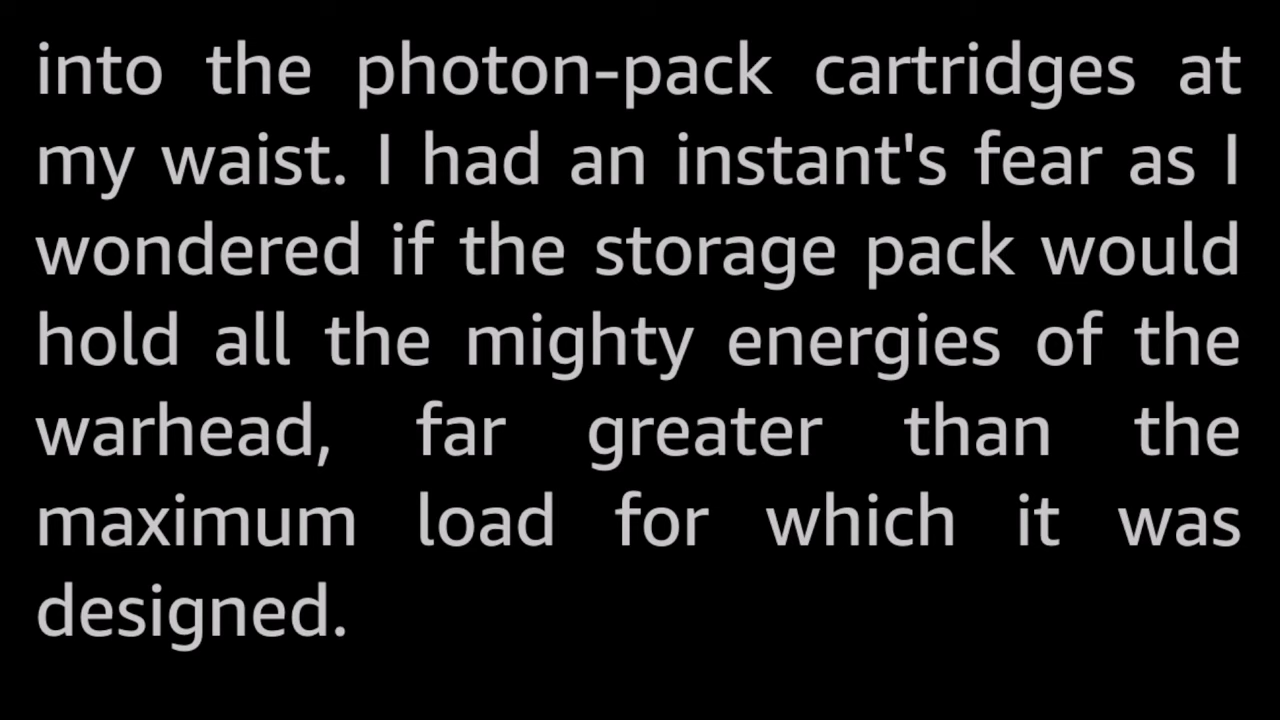 into the photon-pack cartridges at
my waist. I had an instant's fear as I
wondered if the storage pack would
hold all the mighty energies of the
warhead, far greater than the
maximum load for which it was
designed.